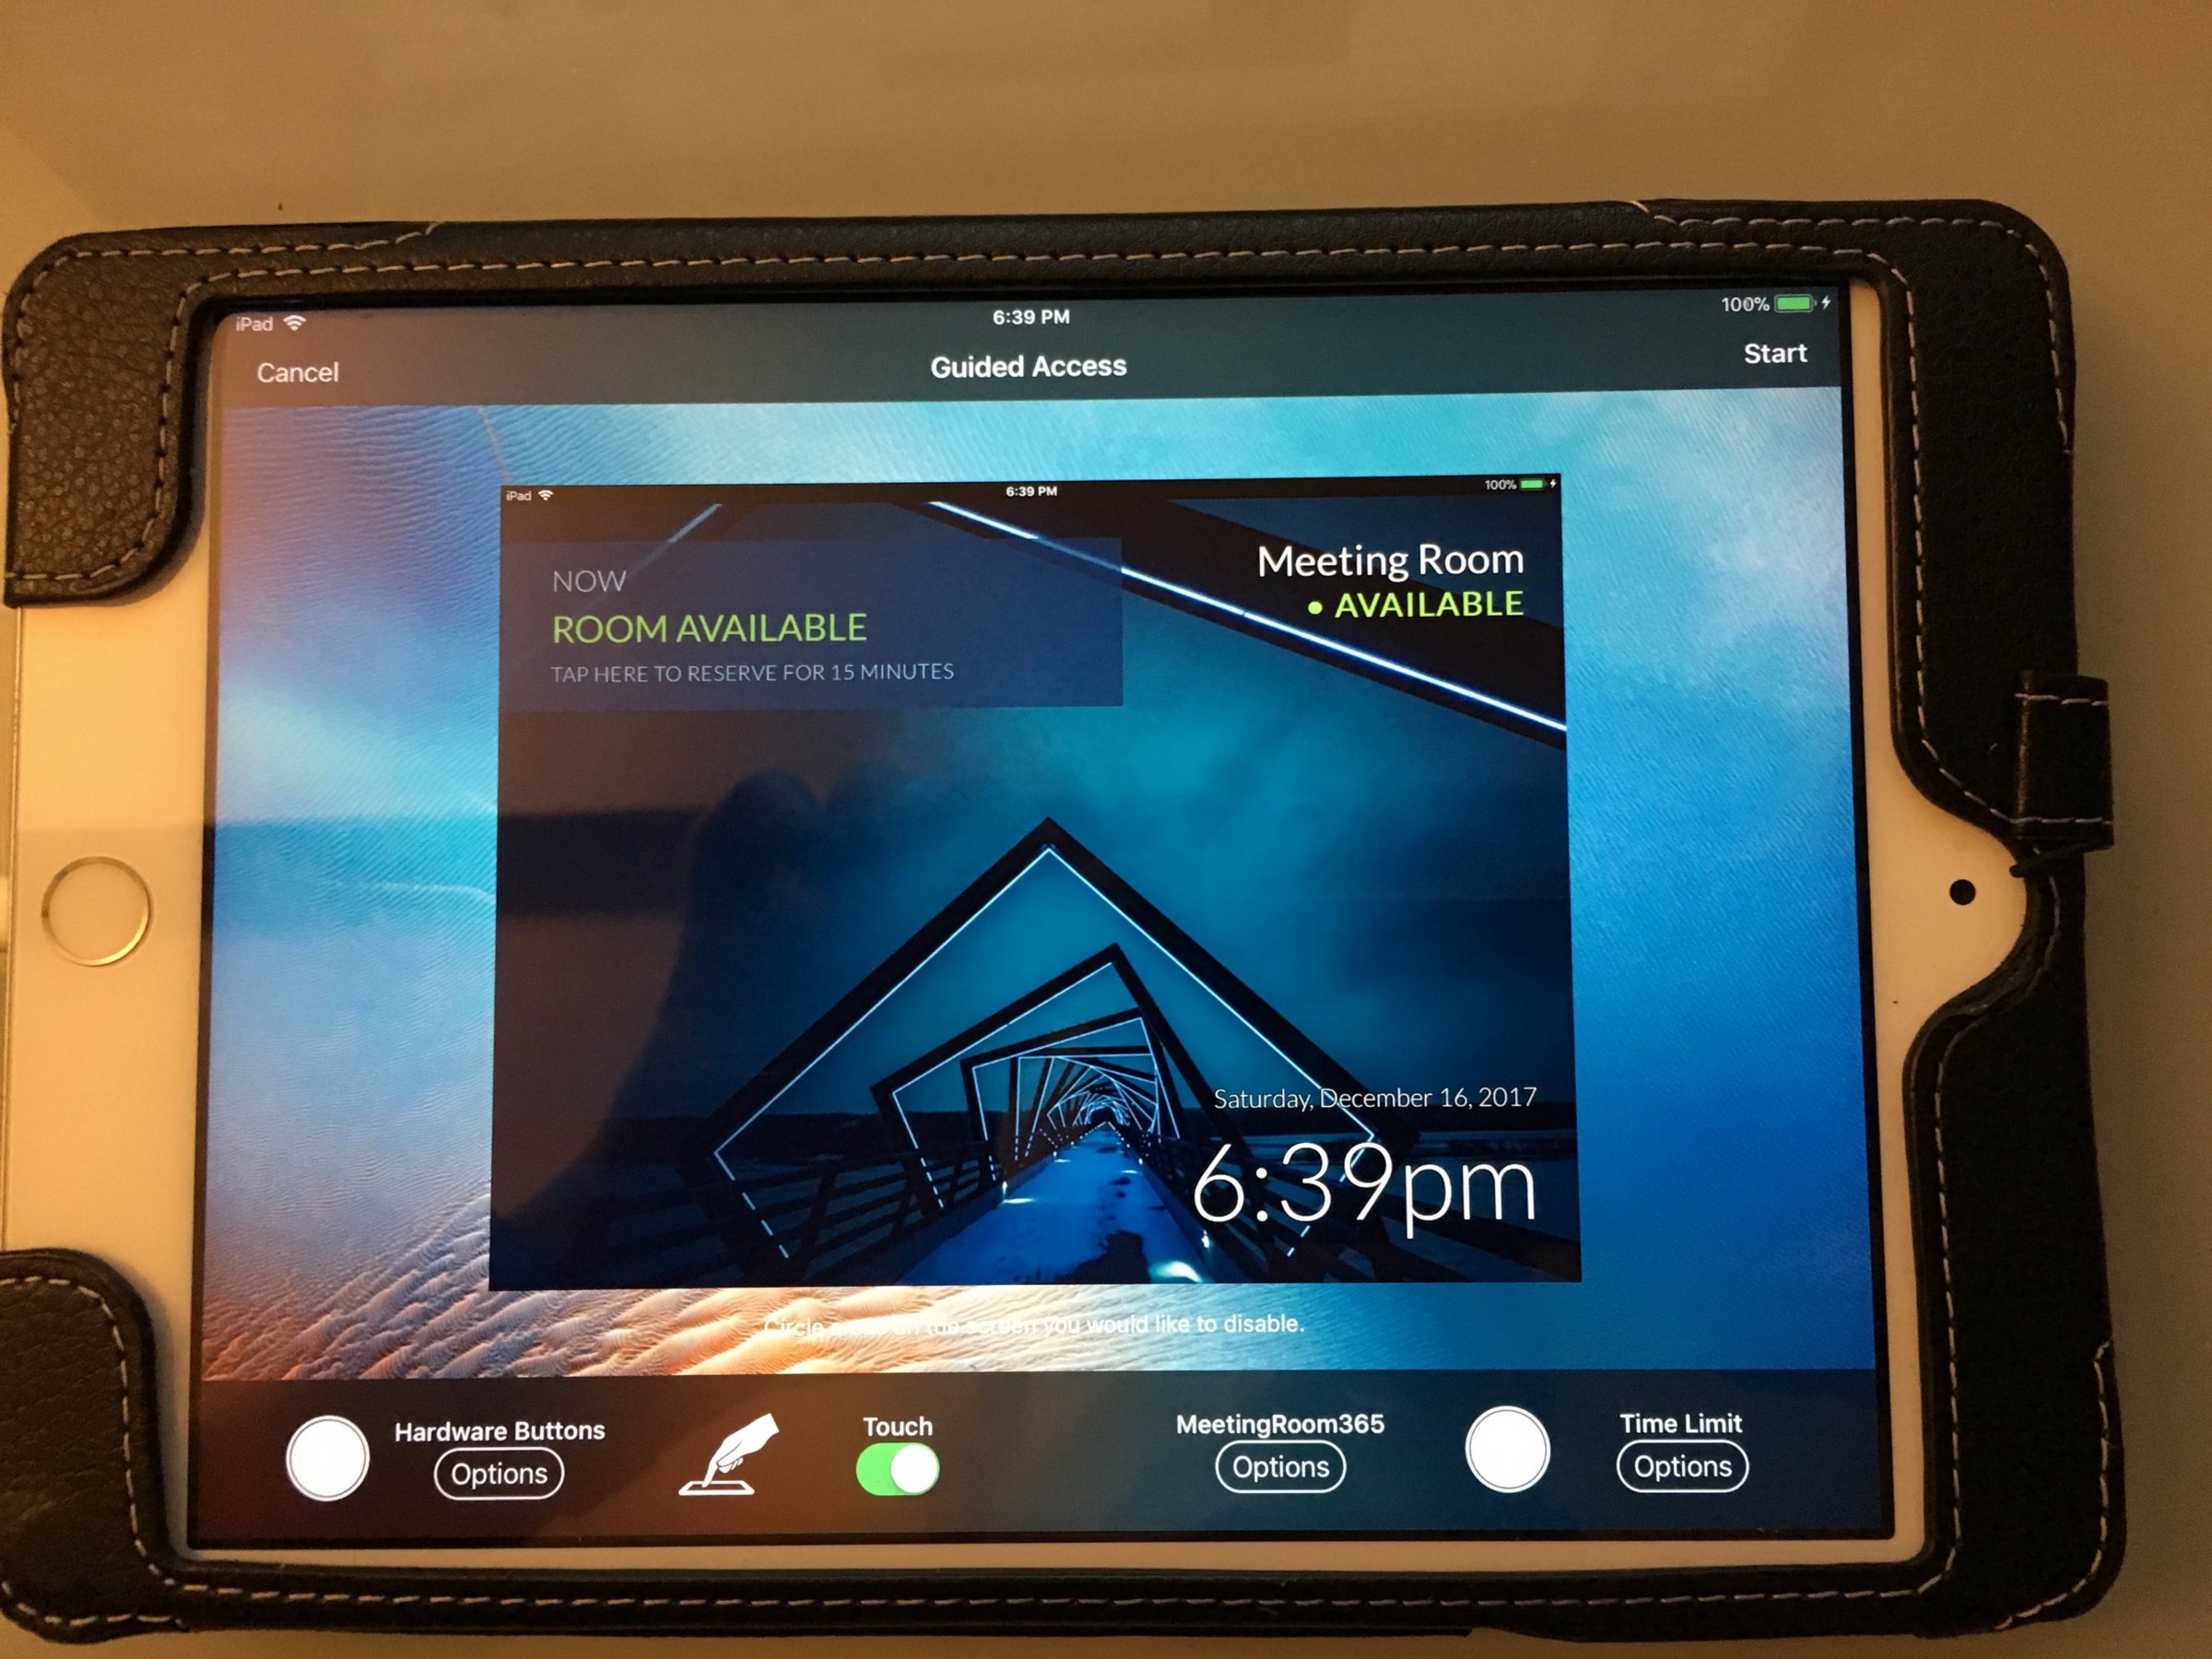 iPad 6:39 PM 100%
Cancel Guided Access Start
iPad 6:39 PM 100%
NOW
ROOM AVAILABLE
TAP HERE TO RESERVE FOR 15 MINUTES
Meeting Room
• AVAILABLE
Saturday, December 16, 2017
6:39pm
Circle on the screen you would like to disable.
Hardware Buttons
Options
Touch
MeetingRoom365
Options
Time Limit
Options